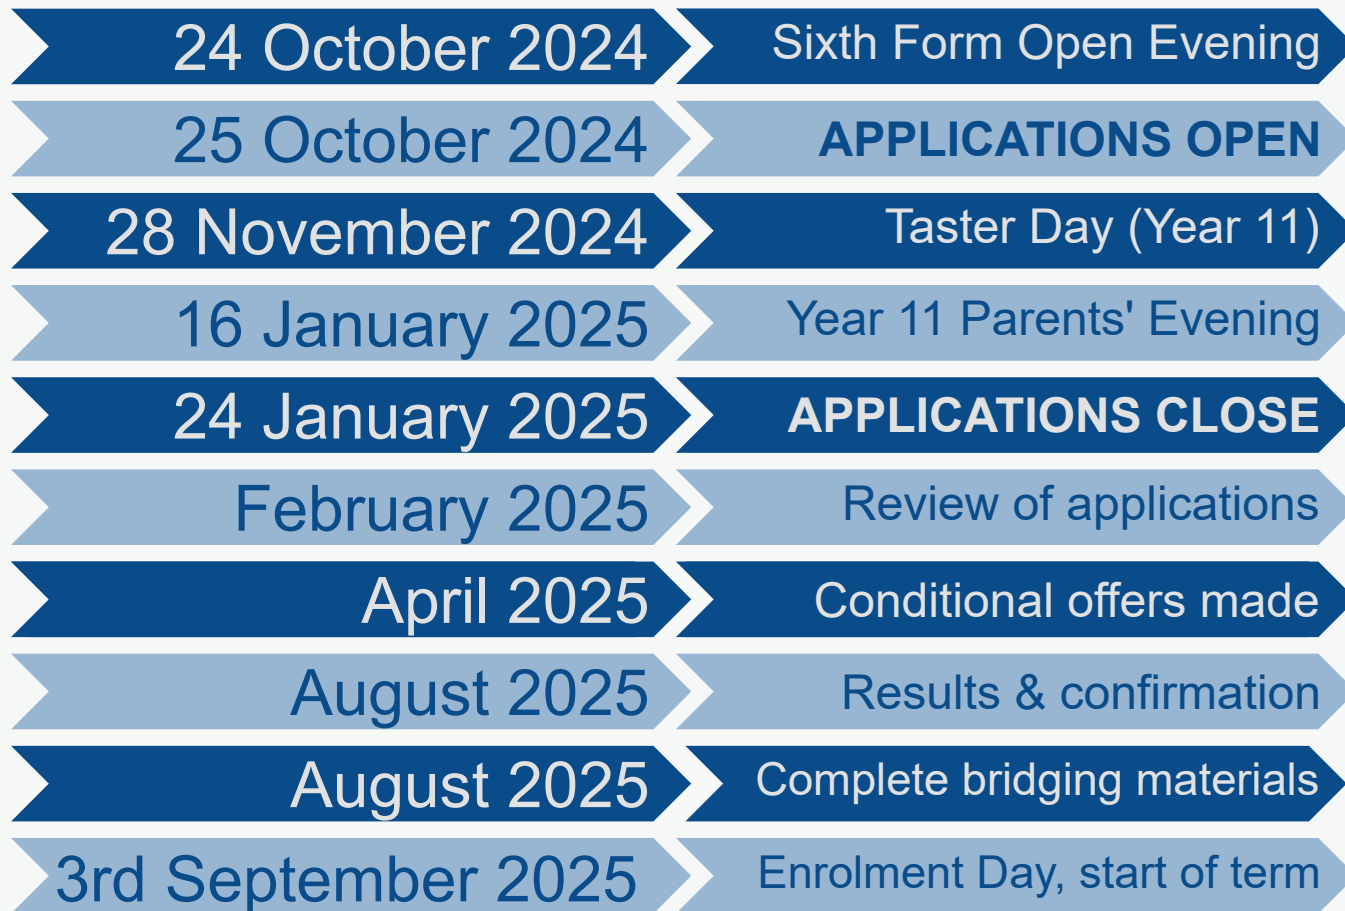 24 October 2024 Sixth Form Open Evening
25 October 2024 APPLICATIONS OPEN
28 November 2024 Taster Day (Year 11)
16 January 2025 Year 11 Parents' Evening
24 January 2025 APPLICATIONS CLOSE
February 2025 Review of applications
April 2025 Conditional offers made
August 2025 Results & confirmation
August 2025 Complete bridging materials
3rd September 2025 Enrolment Day, start of term